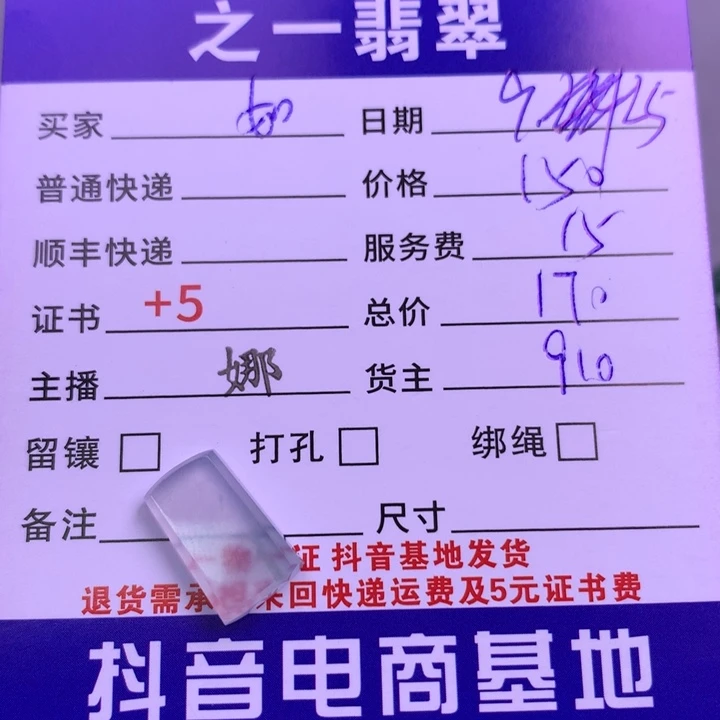 之一翡翠
买家 日期
普通快递 价格 150
顺丰快递 服务费 15
证书 +5 总价 170
主播 娜 货主 910
留镶 打孔 绑绳
备注 尺寸
证 抖音基地发货
退货需承 来回快递运费及5元证书费
抖音电商基地